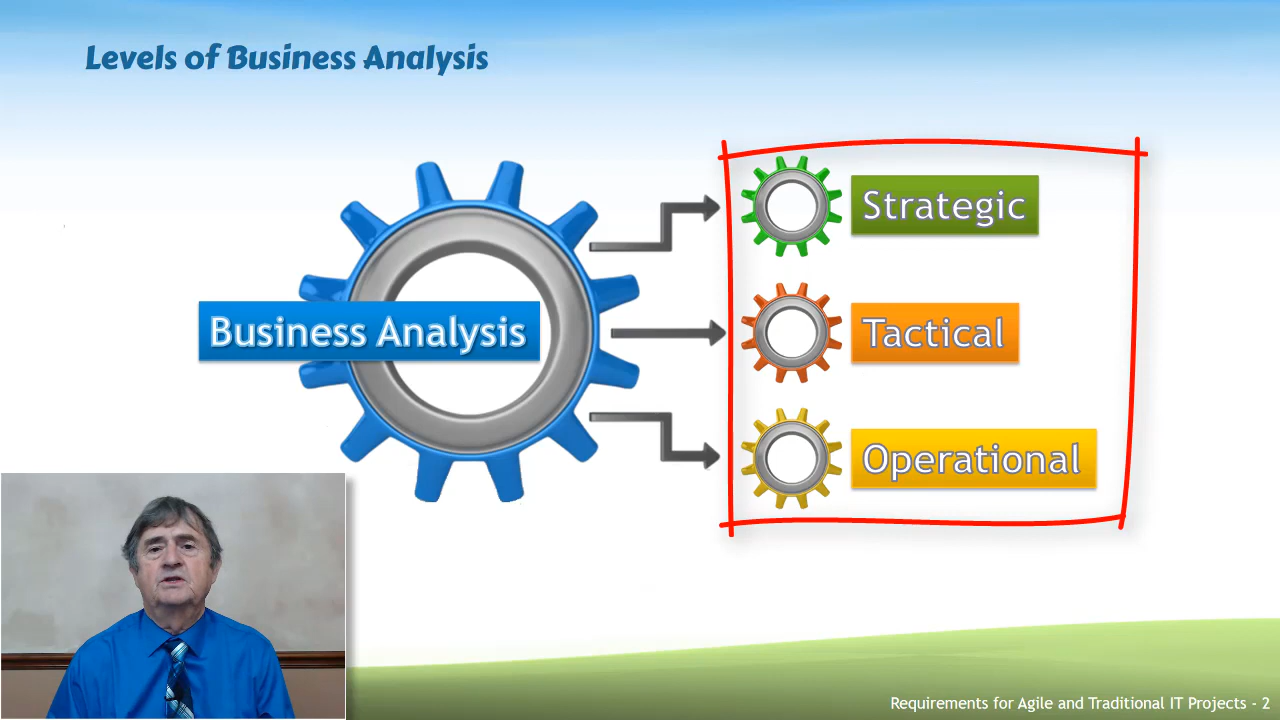 Levels of Business Analysis
Business Analysis
Strategic
Tactical
Operational
Requirements for Agile and Traditional IT Projects - 2